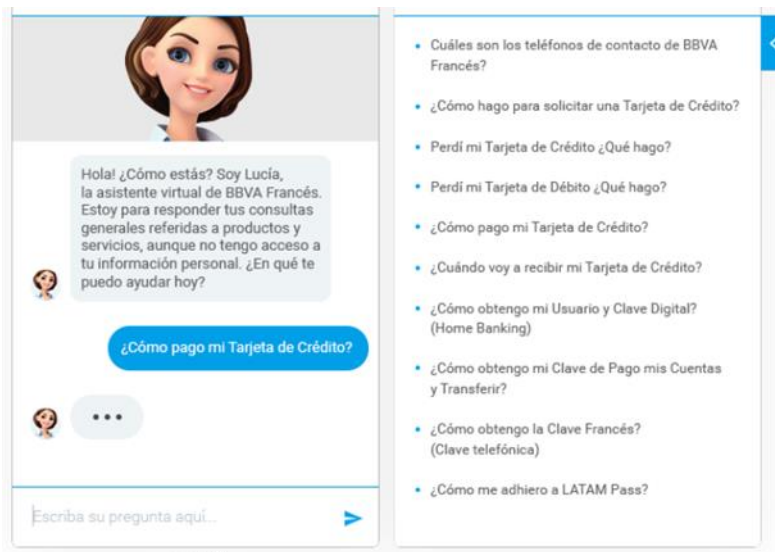 Hola! ¿Cómo estás? Soy Lucía,
la asistente virtual de BBVA Francés.
Estoy para responder tus consultas
generales referidas a productos y
servicios, aunque no tengo acceso a
tu información personal. ¿En qué te
puedo ayudar hoy?
¿Cómo pago mi Tarjeta de Crédito?
Escriba su pregunta aquí...
Cuáles son los teléfonos de contacto de BBVA
Francés?
¿Cómo hago para solicitar una Tarjeta de Crédito?
Perdí mi Tarjeta de Crédito ¿Qué hago?
Perdí mi Tarjeta de Débito ¿Qué hago?
¿Cómo pago mi Tarjeta de Crédito?
¿Cuándo voy a recibir mi Tarjeta de Crédito?
¿Cómo obtengo mi Usuario y Clave Digital?
(Home Banking)
¿Cómo obtengo mi Clave de Pago mis Cuentas
y Transferir?
¿Cómo obtengo la Clave Francés?
(Clave telefónica)
¿Cómo me adhiero a LATAM Pass?